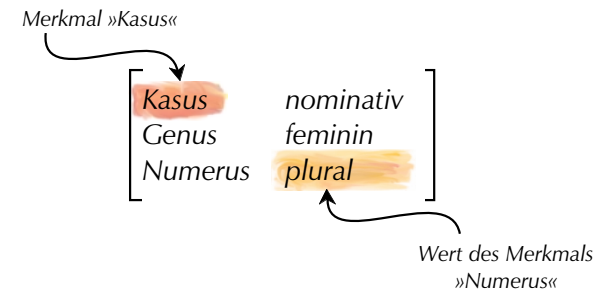 Merkmal »Kasus«
Kasus nominativ
Genus feminin
Numerus plural
Wert des Merkmals
»Numerus«